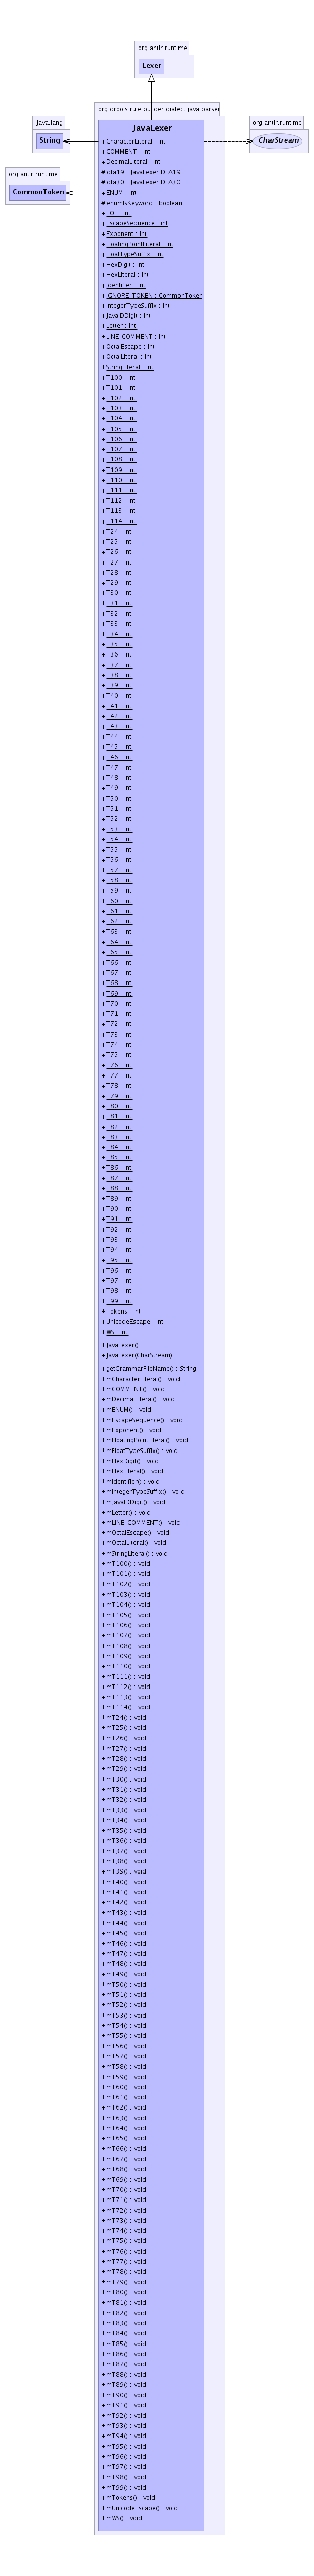 org.antlr.runtime
Lexer
org.drools.rule.builder.dialect.java.parser
JavaLexer
java.lang
String
org.antlr.runtime
CommonToken
org.antlr.runtime
CharStream
+ CharacterLiteral : int
+ COMMENT : int
+ DecimalLiteral : int
# dfa19 : JavaLexer.DFA19
# dfa30 : JavaLexer.DFA30
+ ENUM : int
# enumIsKeyword : boolean
+ EOF : int
+ EscapeSequence : int
+ Exponent : int
+ FloatingPointLiteral : int
+ FloatTypeSuffix : int
+ HexDigit : int
+ HexLiteral : int
+ Identifier : int
+ IGNORE_TOKEN : CommonToken
+ IntegerTypeSuffix : int
+ JavaIDDigit : int
+ Letter : int
+ LINE_COMMENT : int
+ OctalEscape : int
+ OctalLiteral : int
+ StringLiteral : int
+ T100 : int
+ T101 : int
+ T102 : int
+ T103 : int
+ T104 : int
+ T105 : int
+ T106 : int
+ T107 : int
+ T108 : int
+ T109 : int
+ T110 : int
+ T111 : int
+ T112 : int
+ T113 : int
+ T114 : int
+ T24 : int
+ T25 : int
+ T26 : int
+ T27 : int
+ T28 : int
+ T29 : int
+ T30 : int
+ T31 : int
+ T32 : int
+ T33 : int
+ T34 : int
+ T35 : int
+ T36 : int
+ T37 : int
+ T38 : int
+ T39 : int
+ T40 : int
+ T41 : int
+ T42 : int
+ T43 : int
+ T44 : int
+ T45 : int
+ T46 : int
+ T47 : int
+ T48 : int
+ T49 : int
+ T50 : int
+ T51 : int
+ T52 : int
+ T53 : int
+ T54 : int
+ T55 : int
+ T56 : int
+ T57 : int
+ T58 : int
+ T59 : int
+ T60 : int
+ T61 : int
+ T62 : int
+ T63 : int
+ T64 : int
+ T65 : int
+ T66 : int
+ T67 : int
+ T68 : int
+ T69 : int
+ T70 : int
+ T71 : int
+ T72 : int
+ T73 : int
+ T74 : int
+ T75 : int
+ T76 : int
+ T77 : int
+ T78 : int
+ T79 : int
+ T80 : int
+ T81 : int
+ T82 : int
+ T83 : int
+ T84 : int
+ T85 : int
+ T86 : int
+ T87 : int
+ T88 : int
+ T89 : int
+ T90 : int
+ T91 : int
+ T92 : int
+ T93 : int
+ T94 : int
+ T95 : int
+ T96 : int
+ T97 : int
+ T98 : int
+ T99 : int
+ Tokens : int
+ UnicodeEscape : int
+ WS : int
+ JavaLexer()
+ JavaLexer(CharStream)
+ getGrammarFileName() : String
+ mCharacterLiteral() : void
+ mCOMMENT() : void
+ mDecimalLiteral() : void
+ mENUM() : void
+ mEscapeSequence() : void
+ mExponent() : void
+ mFloatingPointLiteral() : void
+ mFloatTypeSuffix() : void
+ mHexDigit() : void
+ mHexLiteral() : void
+ mIdentifier() : void
+ mIntegerTypeSuffix() : void
+ mJavaIDDigit() : void
+ mLetter() : void
+ mLINE_COMMENT() : void
+ mOctalEscape() : void
+ mOctalLiteral() : void
+ mStringLiteral() : void
+ mT100() : void
+ mT101() : void
+ mT102() : void
+ mT103() : void
+ mT104() : void
+ mT105() : void
+ mT106() : void
+ mT107() : void
+ mT108() : void
+ mT109() : void
+ mT110() : void
+ mT111() : void
+ mT112() : void
+ mT113() : void
+ mT114() : void
+ mT24() : void
+ mT25() : void
+ mT26() : void
+ mT27() : void
+ mT28() : void
+ mT29() : void
+ mT30() : void
+ mT31() : void
+ mT32() : void
+ mT33() : void
+ mT34() : void
+ mT35() : void
+ mT36() : void
+ mT37() : void
+ mT38() : void
+ mT39() : void
+ mT40() : void
+ mT41() : void
+ mT42() : void
+ mT43() : void
+ mT44() : void
+ mT45() : void
+ mT46() : void
+ mT47() : void
+ mT48() : void
+ mT49() : void
+ mT50() : void
+ mT51() : void
+ mT52() : void
+ mT53() : void
+ mT54() : void
+ mT55() : void
+ mT56() : void
+ mT57() : void
+ mT58() : void
+ mT59() : void
+ mT60() : void
+ mT61() : void
+ mT62() : void
+ mT63() : void
+ mT64() : void
+ mT65() : void
+ mT66() : void
+ mT67() : void
+ mT68() : void
+ mT69() : void
+ mT70() : void
+ mT71() : void
+ mT72() : void
+ mT73() : void
+ mT74() : void
+ mT75() : void
+ mT76() : void
+ mT77() : void
+ mT78() : void
+ mT79() : void
+ mT80() : void
+ mT81() : void
+ mT82() : void
+ mT83() : void
+ mT84() : void
+ mT85() : void
+ mT86() : void
+ mT87() : void
+ mT88() : void
+ mT89() : void
+ mT90() : void
+ mT91() : void
+ mT92() : void
+ mT93() : void
+ mT94() : void
+ mT95() : void
+ mT96() : void
+ mT97() : void
+ mT98() : void
+ mT99() : void
+ mTokens() : void
+ mUnicodeEscape() : void
+ mWS() : void